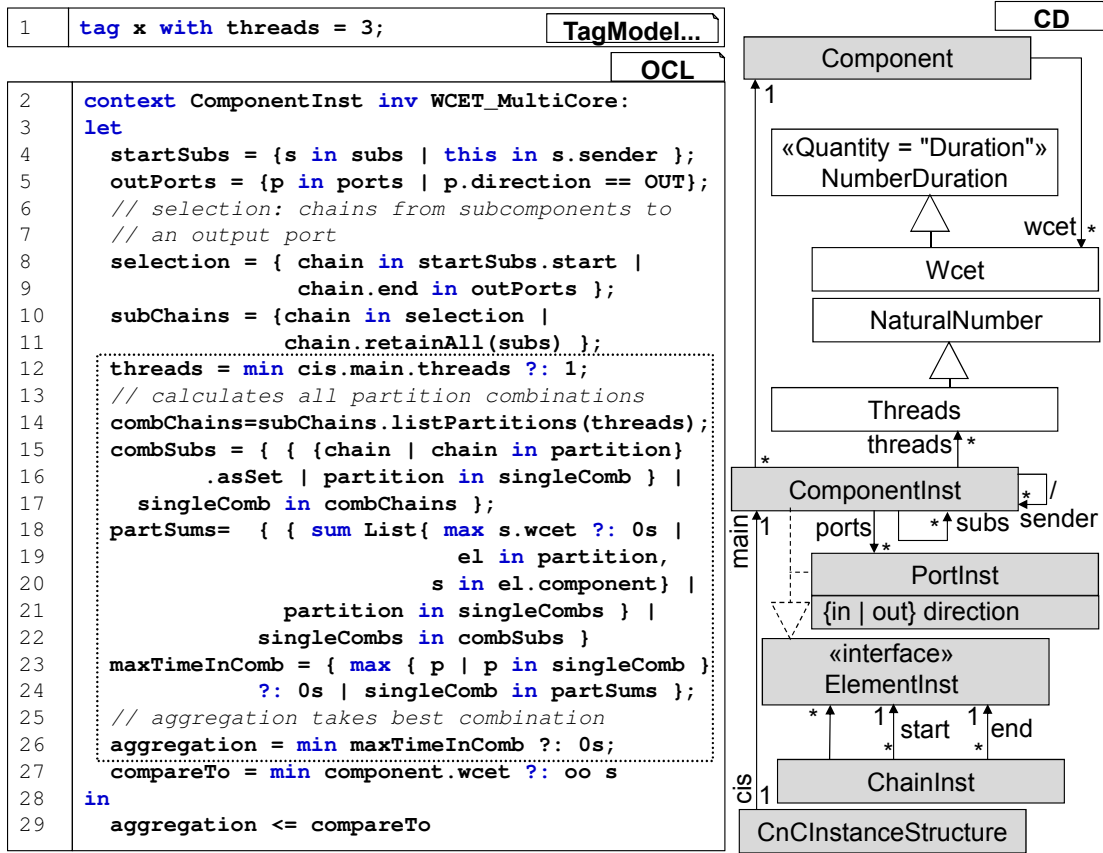 1 tag x with threads = 3;
TagModel...
OCL
2 context ComponentInst inv WCET_MultiCore:
3 let
4 startSubs = {s in subs | this in s.sender };
5 outPorts = {p in ports | p.direction == OUT};
6 // selection: chains from subcomponents to
7 // an output port
8 selection = { chain in startSubs.start |
9 chain.end in outPorts };
10 subChains = {chain in selection |
11 chain.retainAll(subs) };
12 threads = min cis.main.threads ?: 1;
13 // calculates all partition combinations
14 combChains=subChains.listPartitions(threads);
15 combSubs = { { {chain | chain in partition}
16 .asSet | partition in singleComb } |
17 singleComb in combChains };
18 partSums= { { sum List{ max s.wcet ?: 0s |
19 el in partition,
20 s in el.component} |
21 partition in singleCombs } |
22 singleCombs in combSubs }
23 maxTimeInComb = { max { p | p in singleComb }
24 ?: 0s | singleComb in partSums };
25 // aggregation takes best combination
26 aggregation = min maxTimeInComb ?: 0s;
27 compareTo = min component.wcet ?: oo s
28 in
29 aggregation <= compareTo
CD
Component
1
«Quantity = "Duration"»
NumberDuration
wcet *
Wcet
NaturalNumber
Threads
threads *
*
ComponentInst
* /
sender
main
1
ports
*
* subs
PortInst
{in | out} direction
«interface»
ElementInst
*
1 start
*
1 end
*
ChainInst
cis
1
CnCInstanceStructure